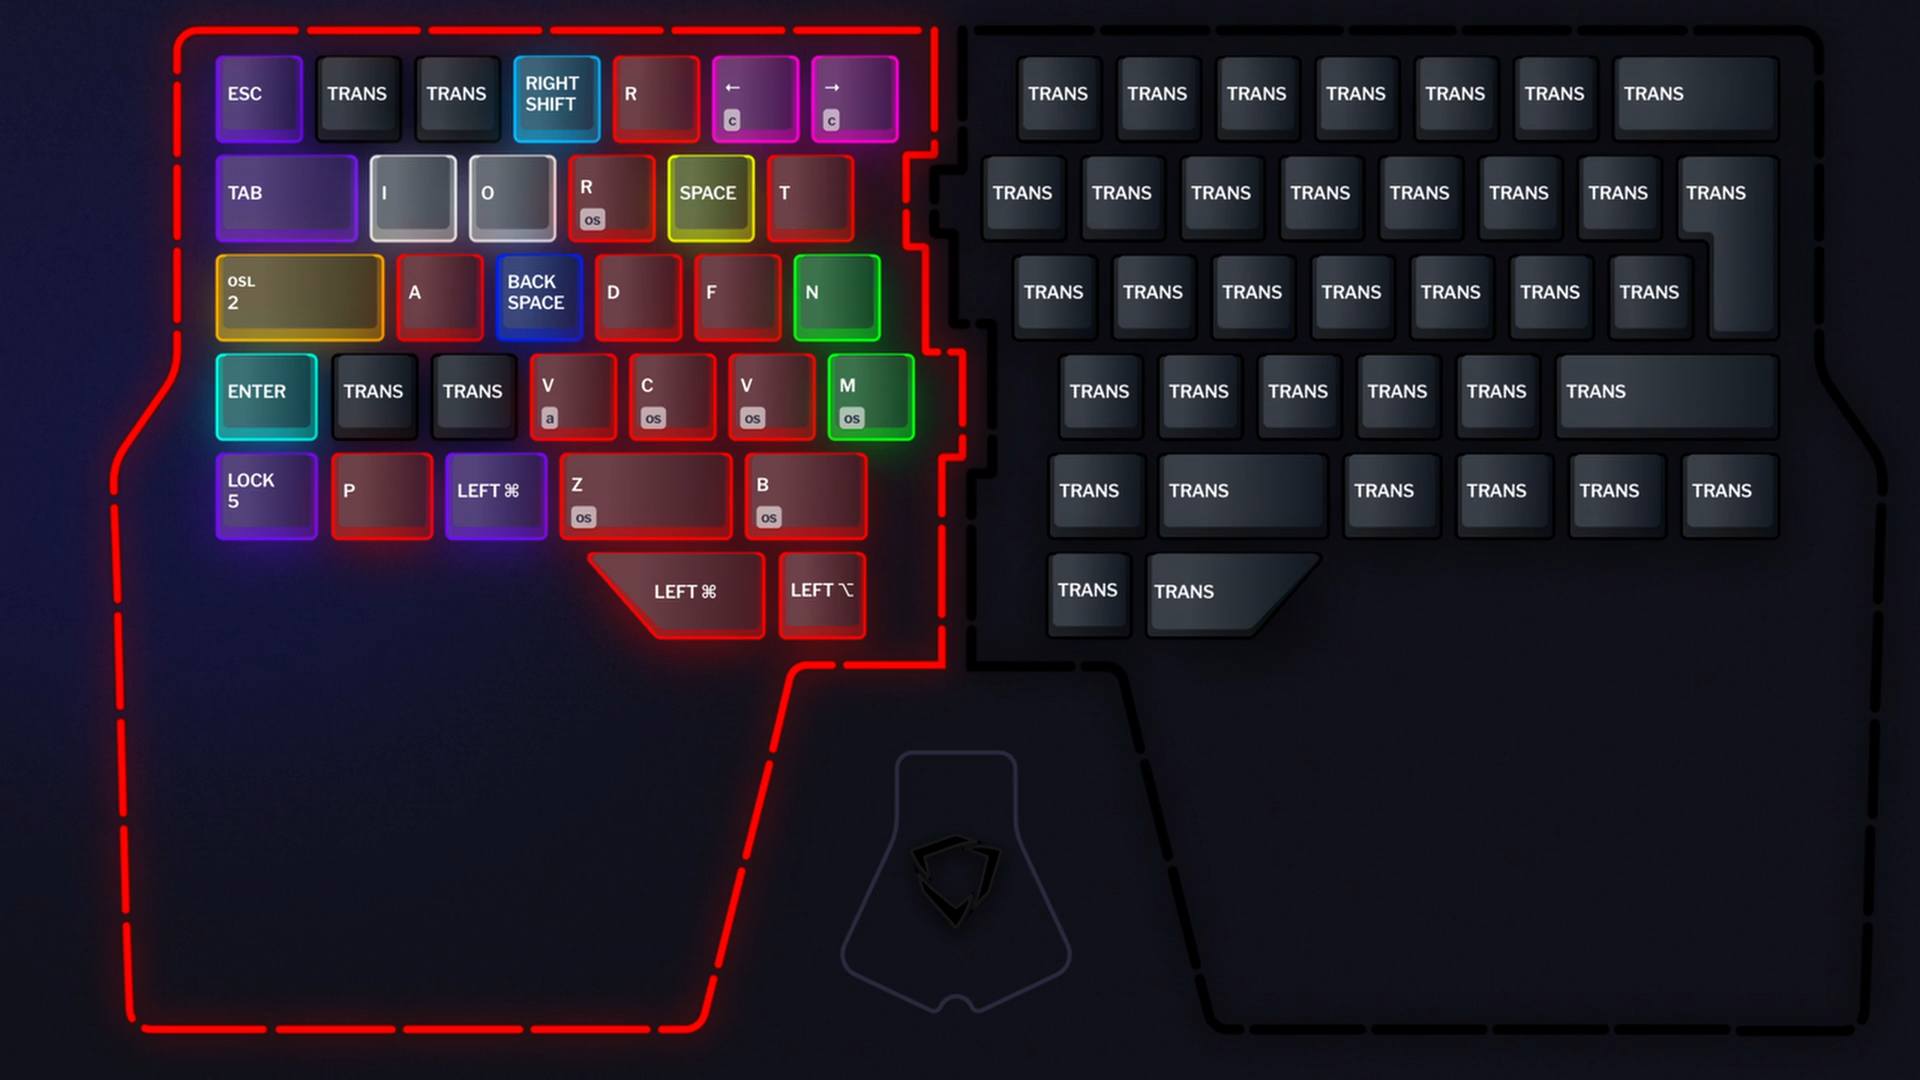 ESC TRANS TRANS RIGHT SHIFT R ← c → c TRANS TRANS TRANS TRANS TRANS TRANS TRANS
TAB I O R os SPACE T TRANS TRANS TRANS TRANS TRANS TRANS TRANS TRANS
OSL 2 A BACK SPACE D F N TRANS TRANS TRANS TRANS TRANS TRANS TRANS
ENTER TRANS TRANS V a C os V os M os TRANS TRANS TRANS TRANS TRANS TRANS
LOCK 5 P LEFT ⌘ Z os B os TRANS TRANS TRANS TRANS TRANS TRANS
LEFT ⌘ LEFT ⌥ TRANS TRANS